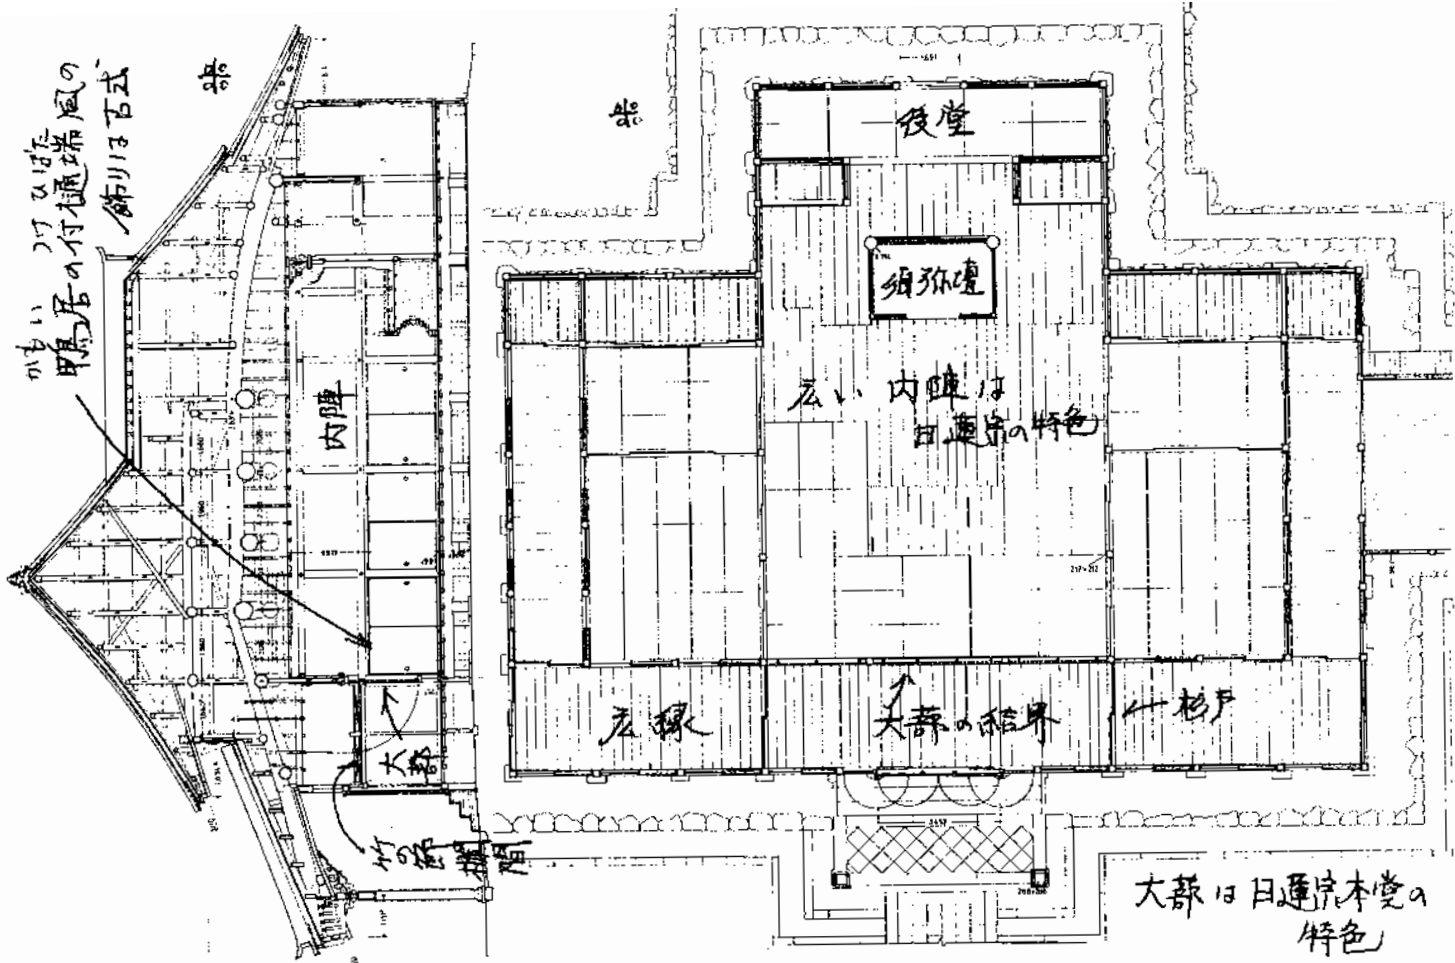 かもい つけひばた
鴨居の付樋端風の
飾りは古式
内陣
大蔀
竹の節欄間
後堂
須弥壇
広い内陣は
日蓮宗の特色
広縁
大蔀の結界
←杉戸
大蔀は日蓮宗本堂の
特色